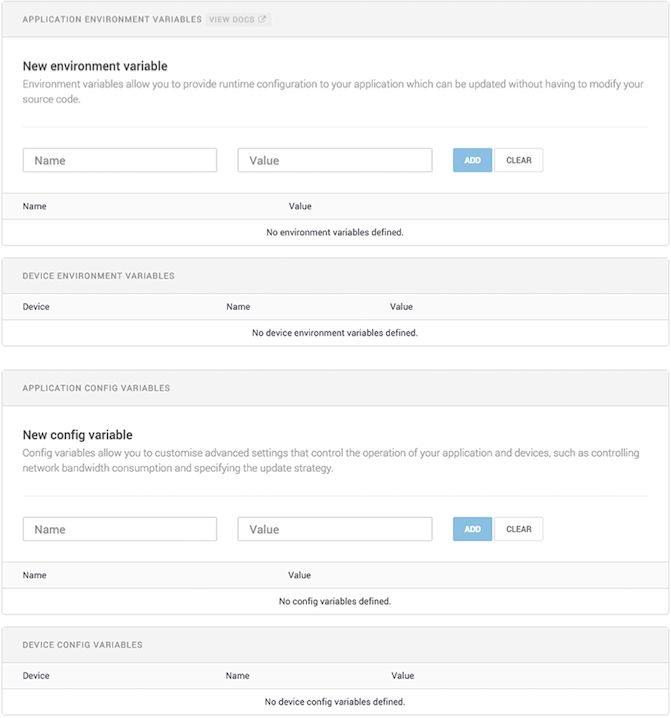 APPLICATION ENVIRONMENT VARIABLES VIEW DOCS
New environment variable
Environment variables allow you to provide runtime configuration to your application which can be updated without having to modify your
source code.
Name Value ADD CLEAR
Name Value
No environment variables defined.
DEVICE ENVIRONMENT VARIABLES
Device Name Value
No device environment variables defined.
APPLICATION CONFIG VARIABLES
New config variable
Config variables allow you to customise advanced settings that control the operation of your application and devices, such as controlling
network bandwidth consumption and specifying the update strategy.
Name Value ADD CLEAR
Name Value
No config variables defined.
DEVICE CONFIG VARIABLES
Device Name Value
No device config variables defined.